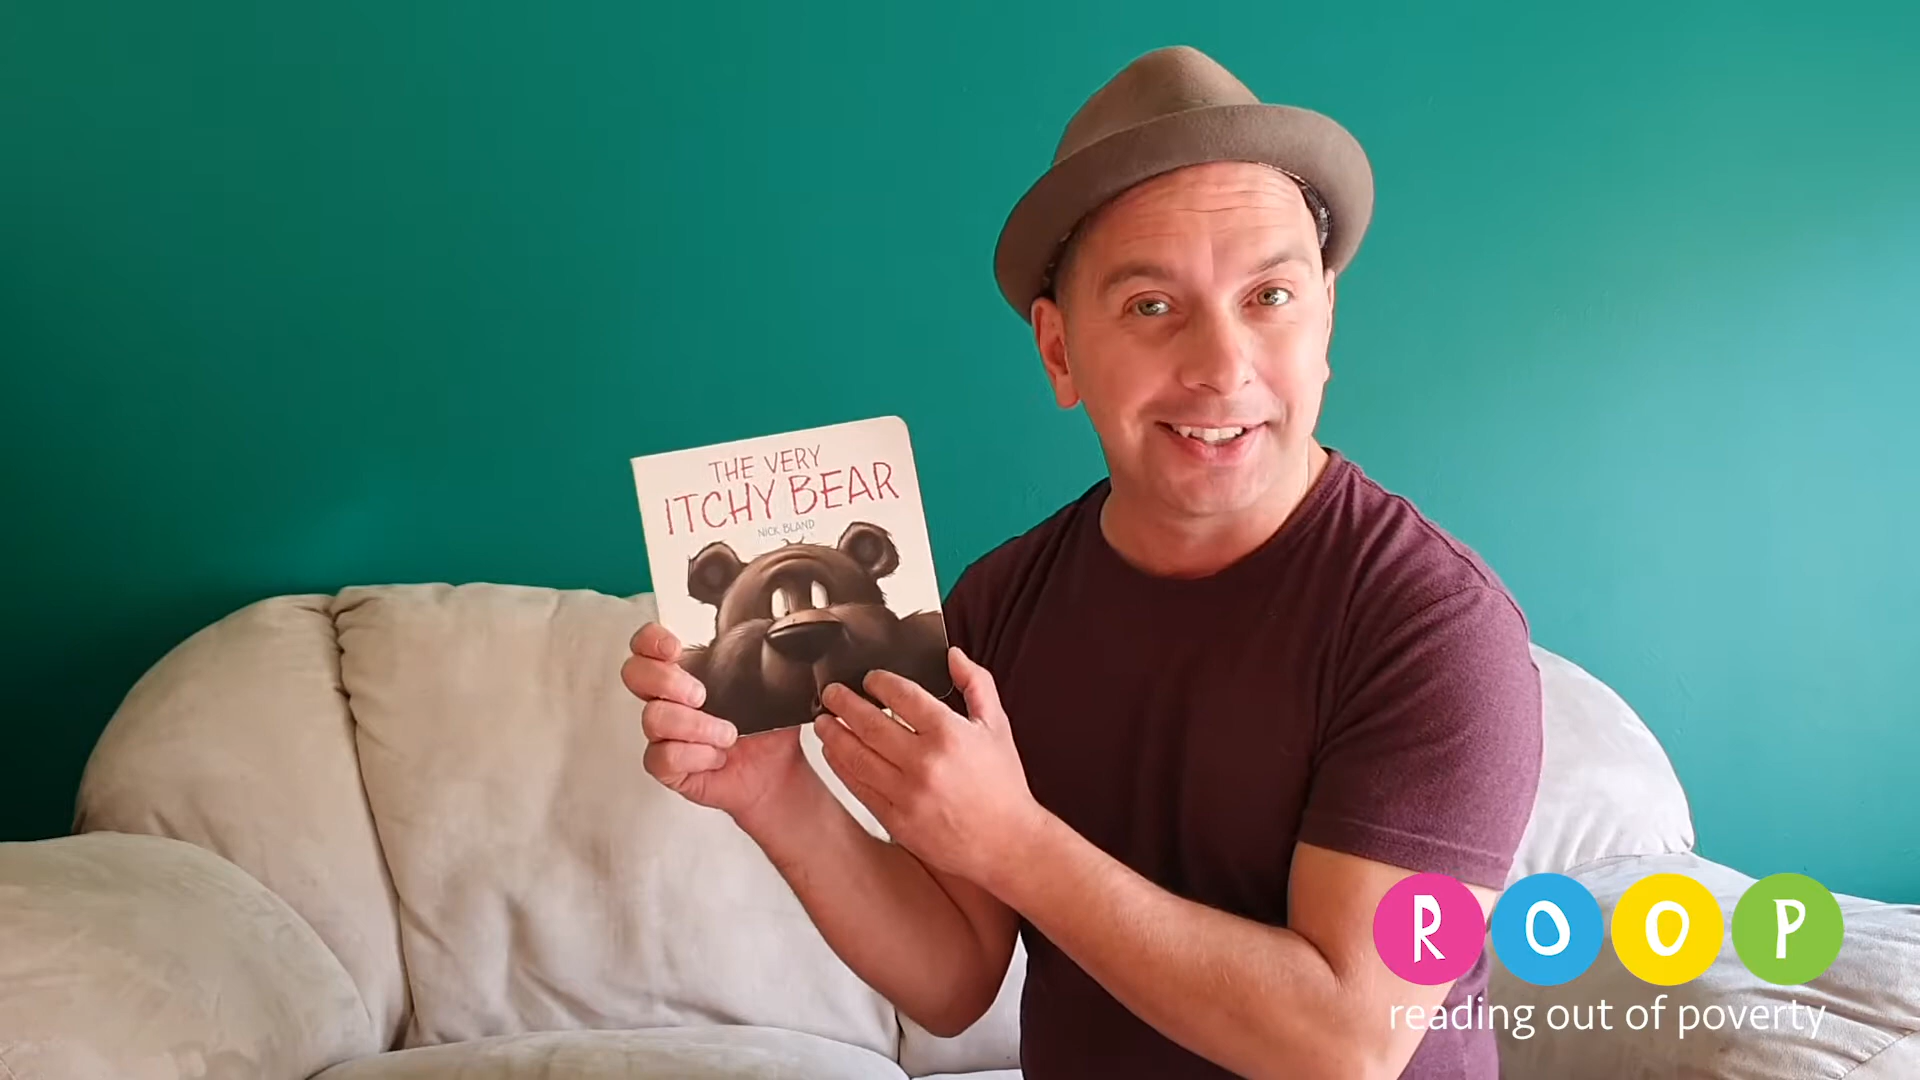 THE VERY
ITCHY BEAR
NICK BLAND
R O O P
reading out of poverty